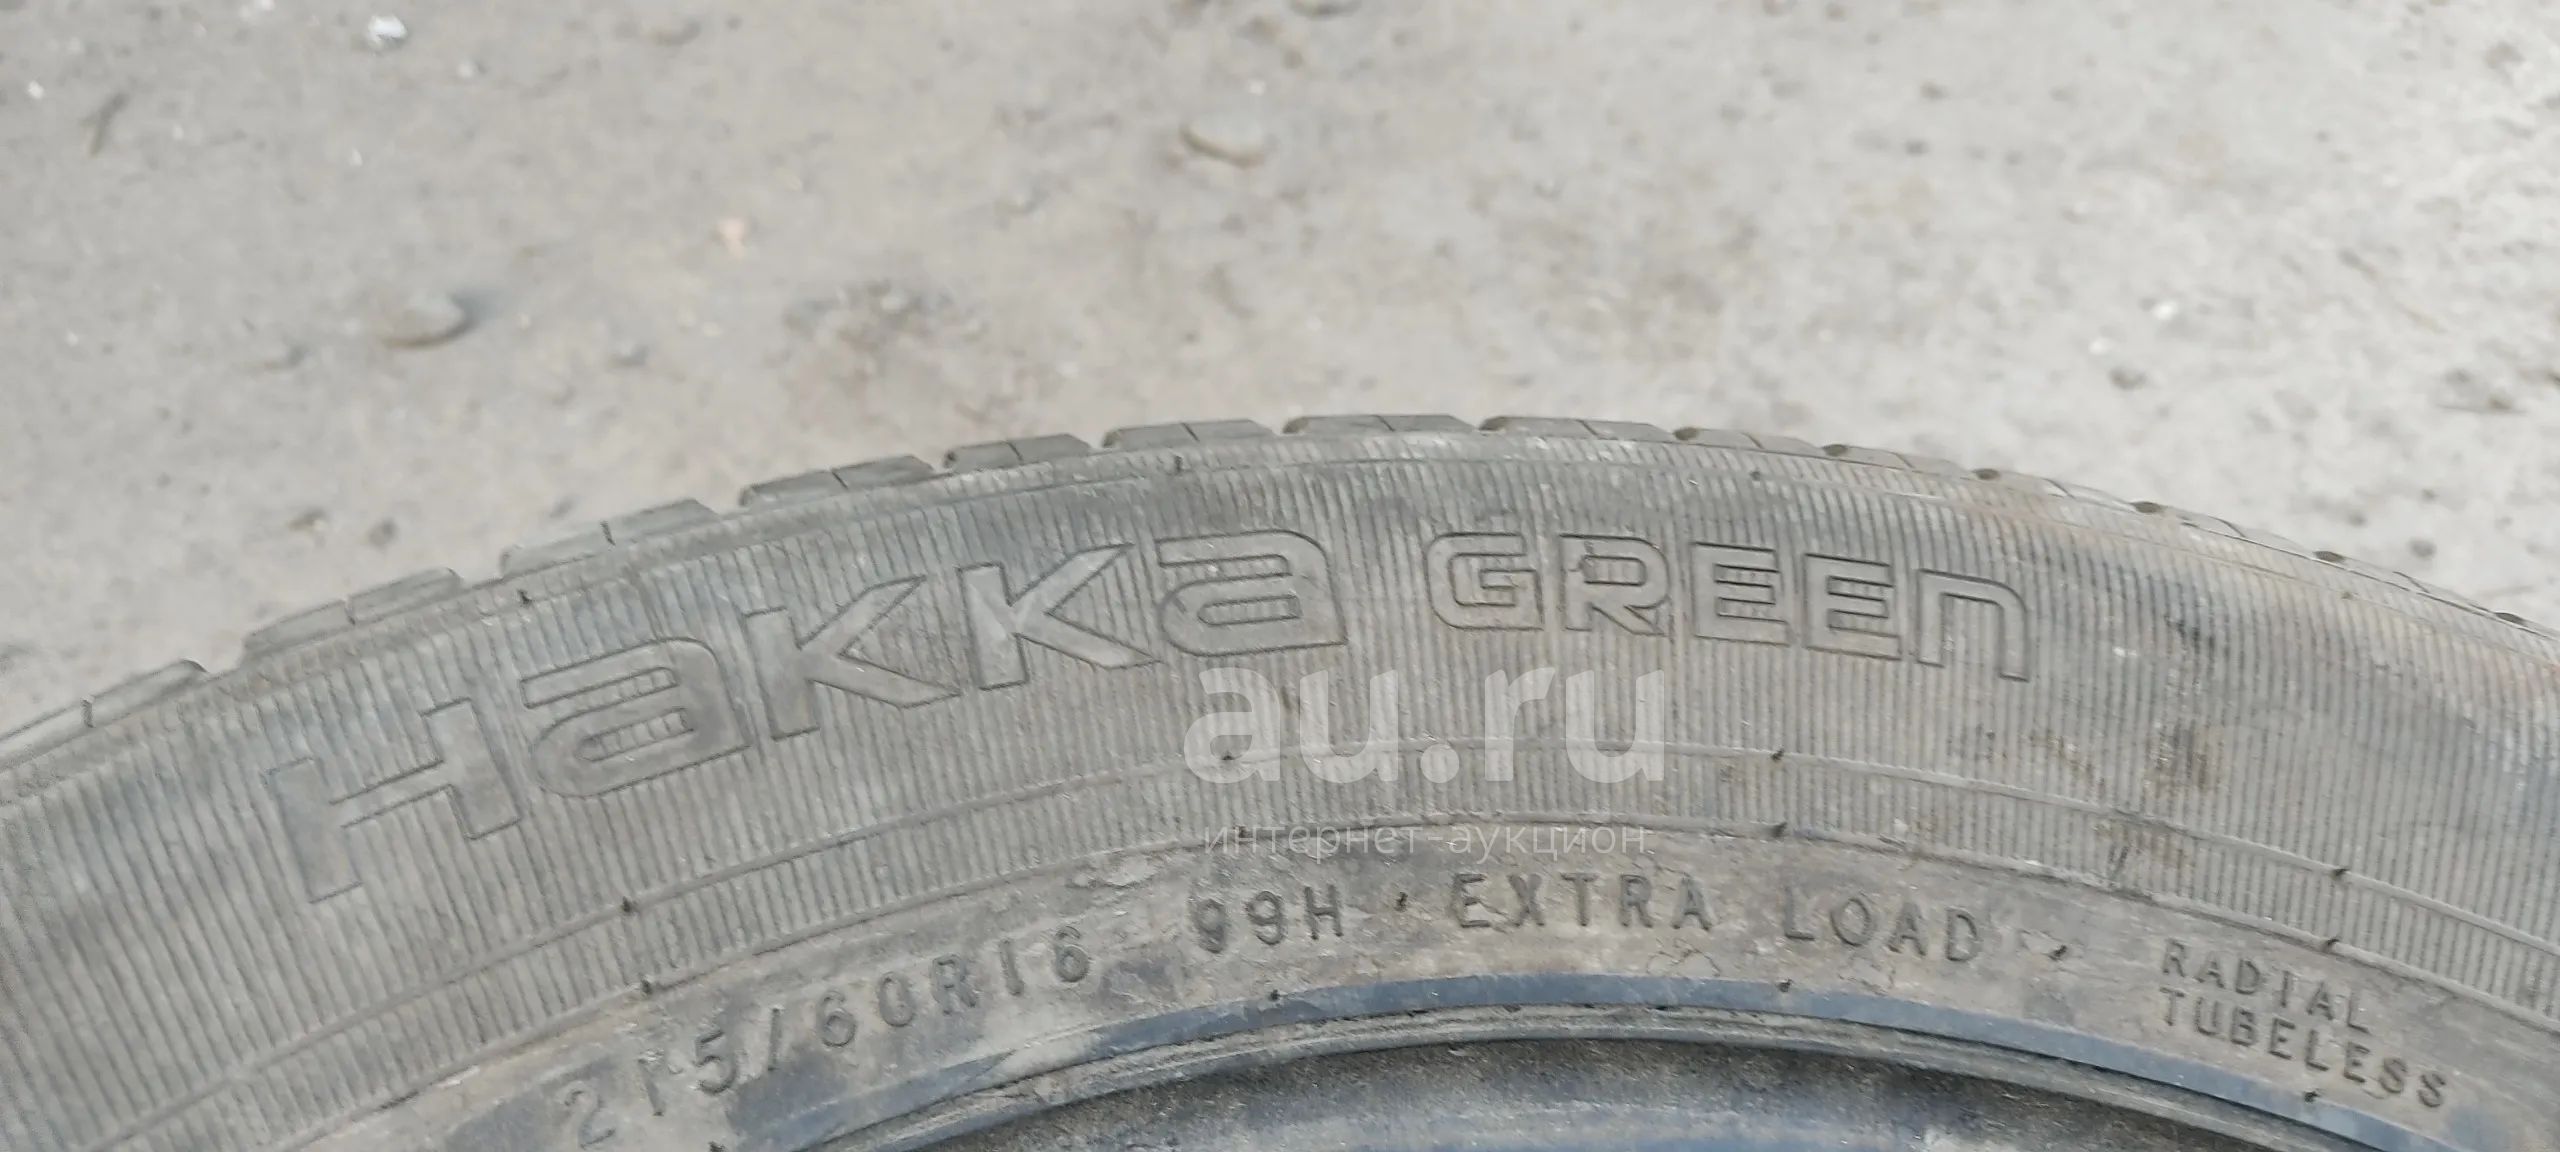 Hakka GREEn
au.ru
интернет-аукцион
215/60R16 99H · EXTRA LOAD ·
RADIAL
TUBELESS